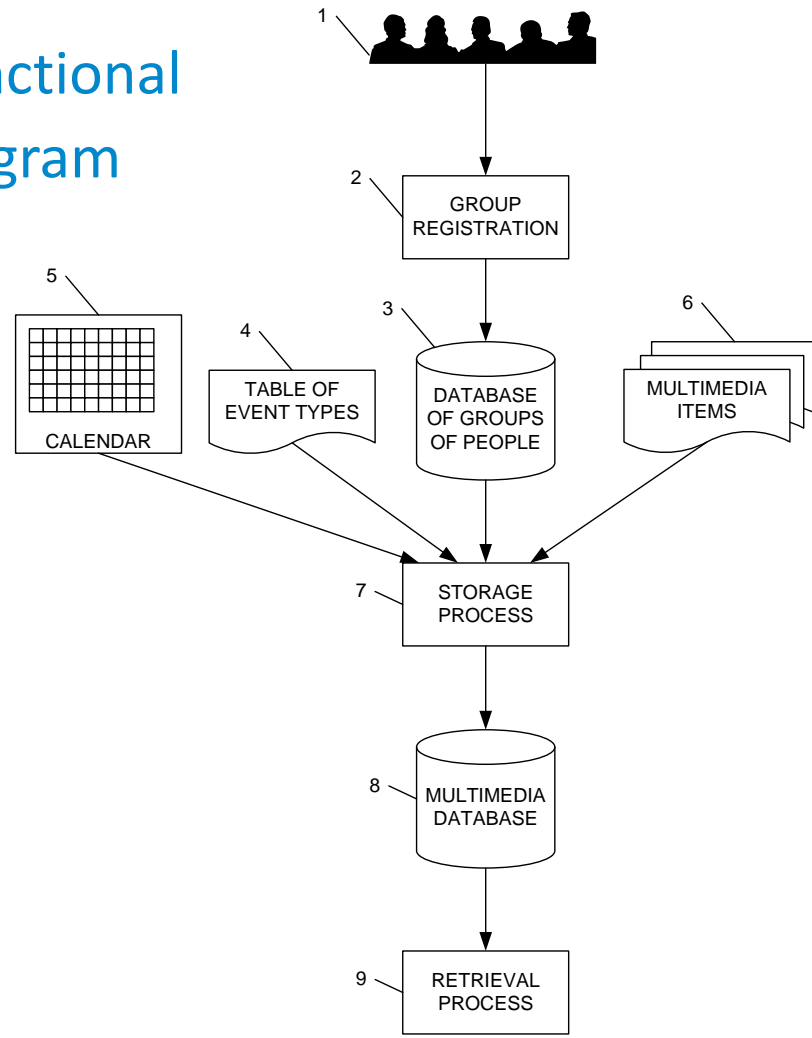 nctional
gram
1
2
GROUP
REGISTRATION
5
CALENDAR
4
TABLE OF
EVENT TYPES
3
DATABASE
OF GROUPS
OF PEOPLE
6
MULTIMEDIA
ITEMS
7
STORAGE
PROCESS
8
MULTIMEDIA
DATABASE
9
RETRIEVAL
PROCESS